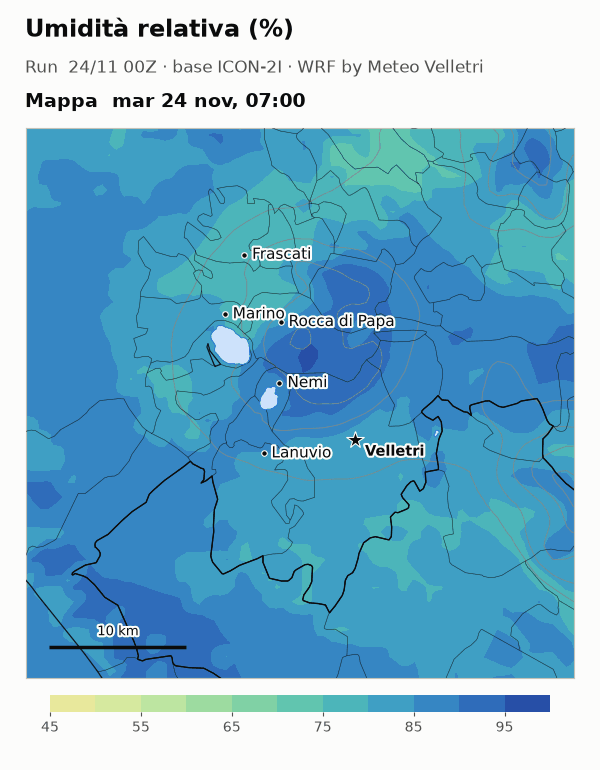 Umidità relativa (%)
Run  24/11 00Z · base ICON-2I · WRF by Meteo Velletri
Mappa  mar 24 nov, 07:00
Frascati
Marino
Rocca di Papa
Nemi
Velletri
Lanuvio
10 km
45 55 65 75 85 95